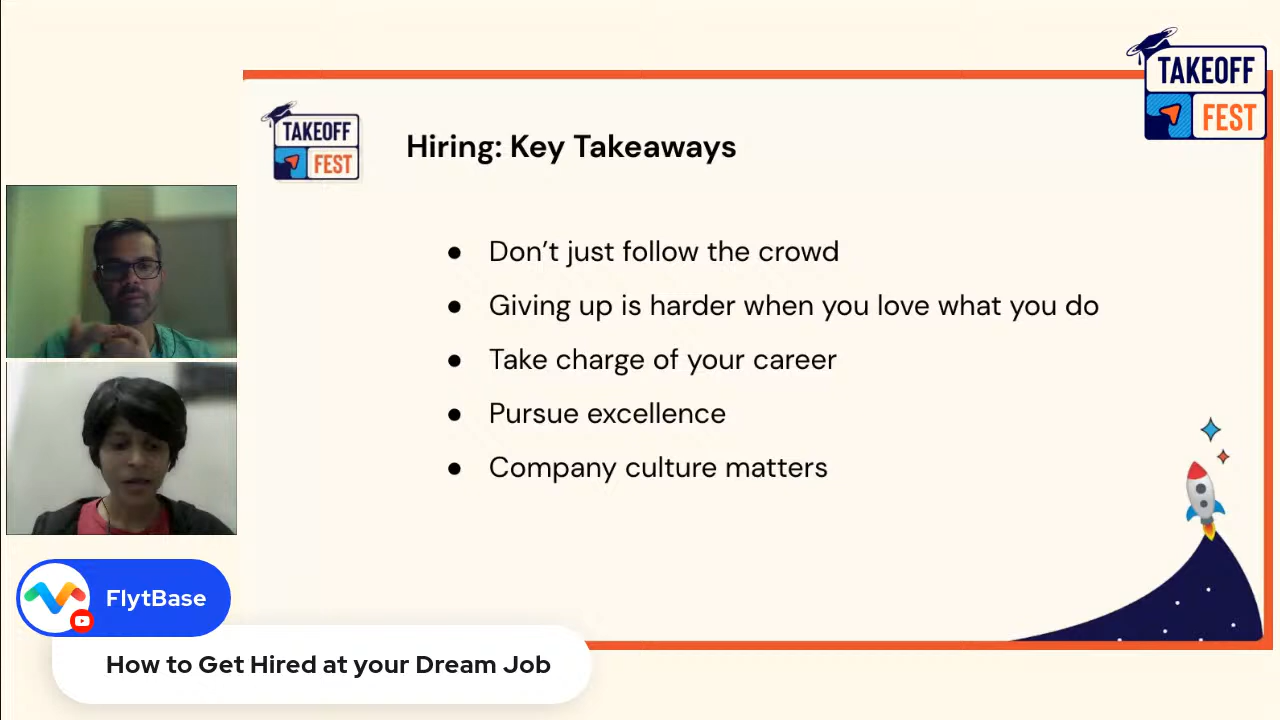 TAKEOFF
FEST
TAKEOFF
FEST
Hiring: Key Takeaways
● Don’t just follow the crowd
● Giving up is harder when you love what you do
● Take charge of your career
● Pursue excellence
● Company culture matters
FlytBase
How to Get Hired at your Dream Job